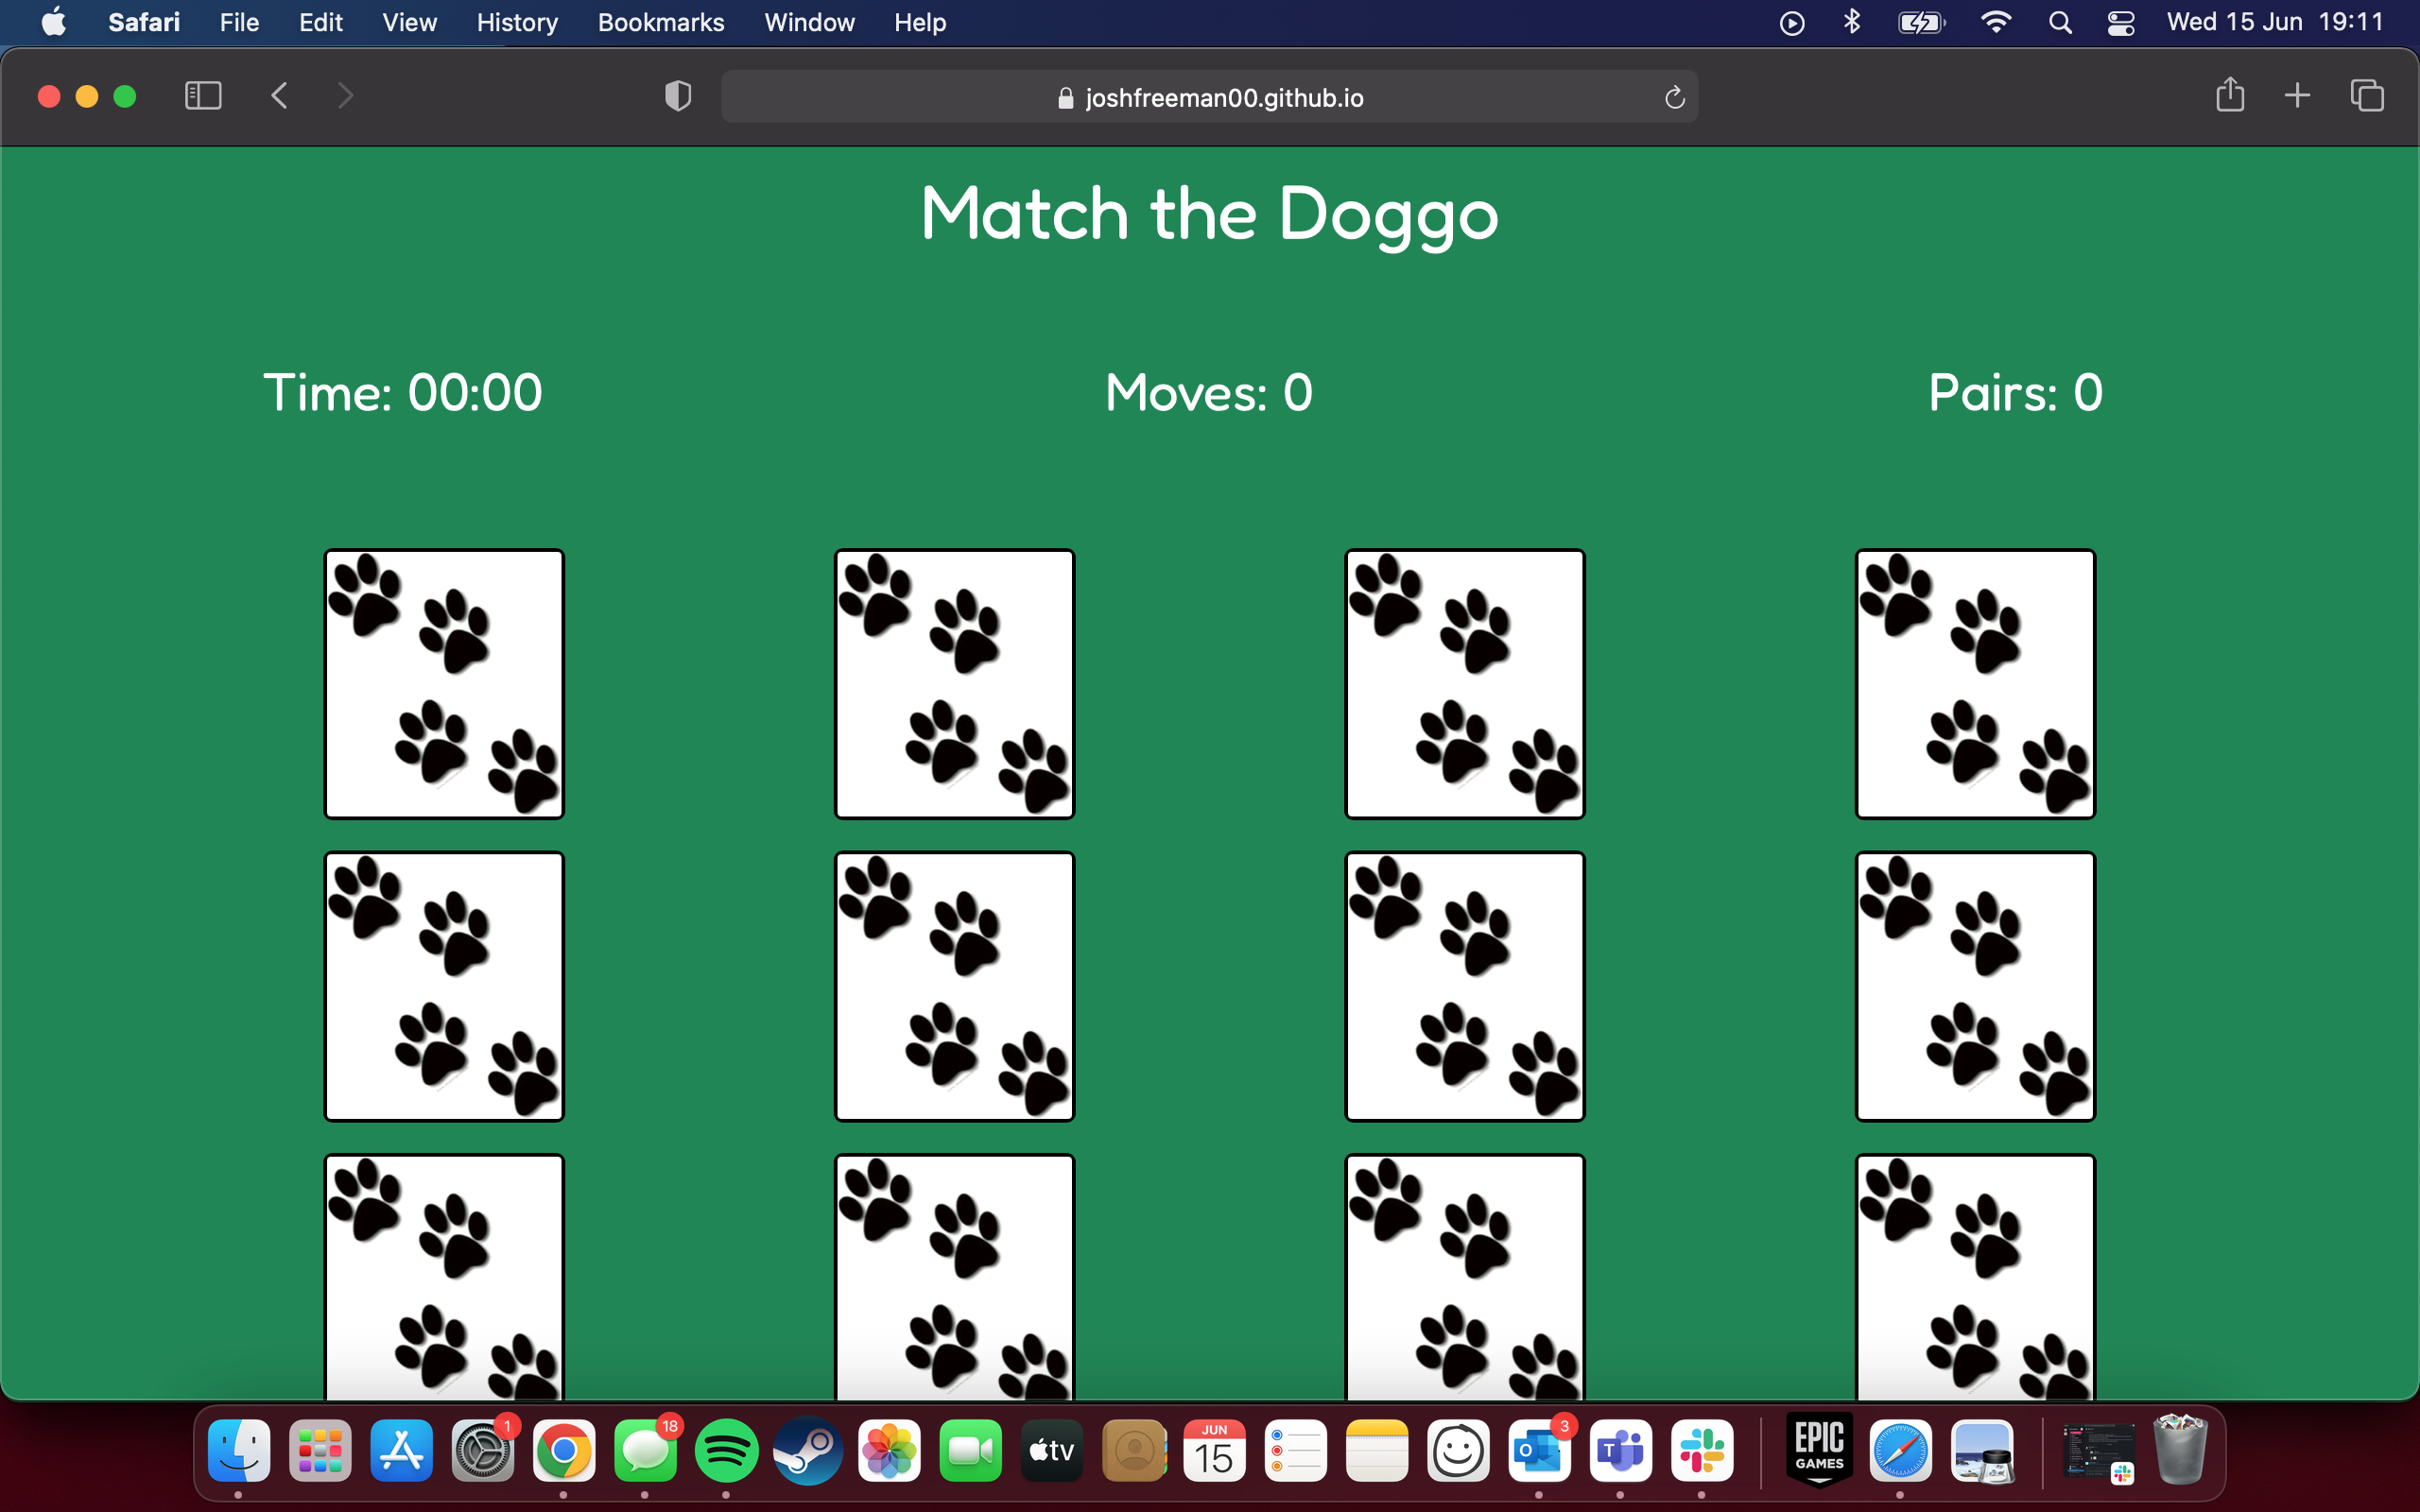 Safari File Edit View History Bookmarks Window Help Wed 15 Jun 19:11
joshfreeman00.github.io
Match the Doggo
Time: 00:00 Moves: 0 Pairs: 0
1 18 tv JUN 15 3 EPIC GAMES